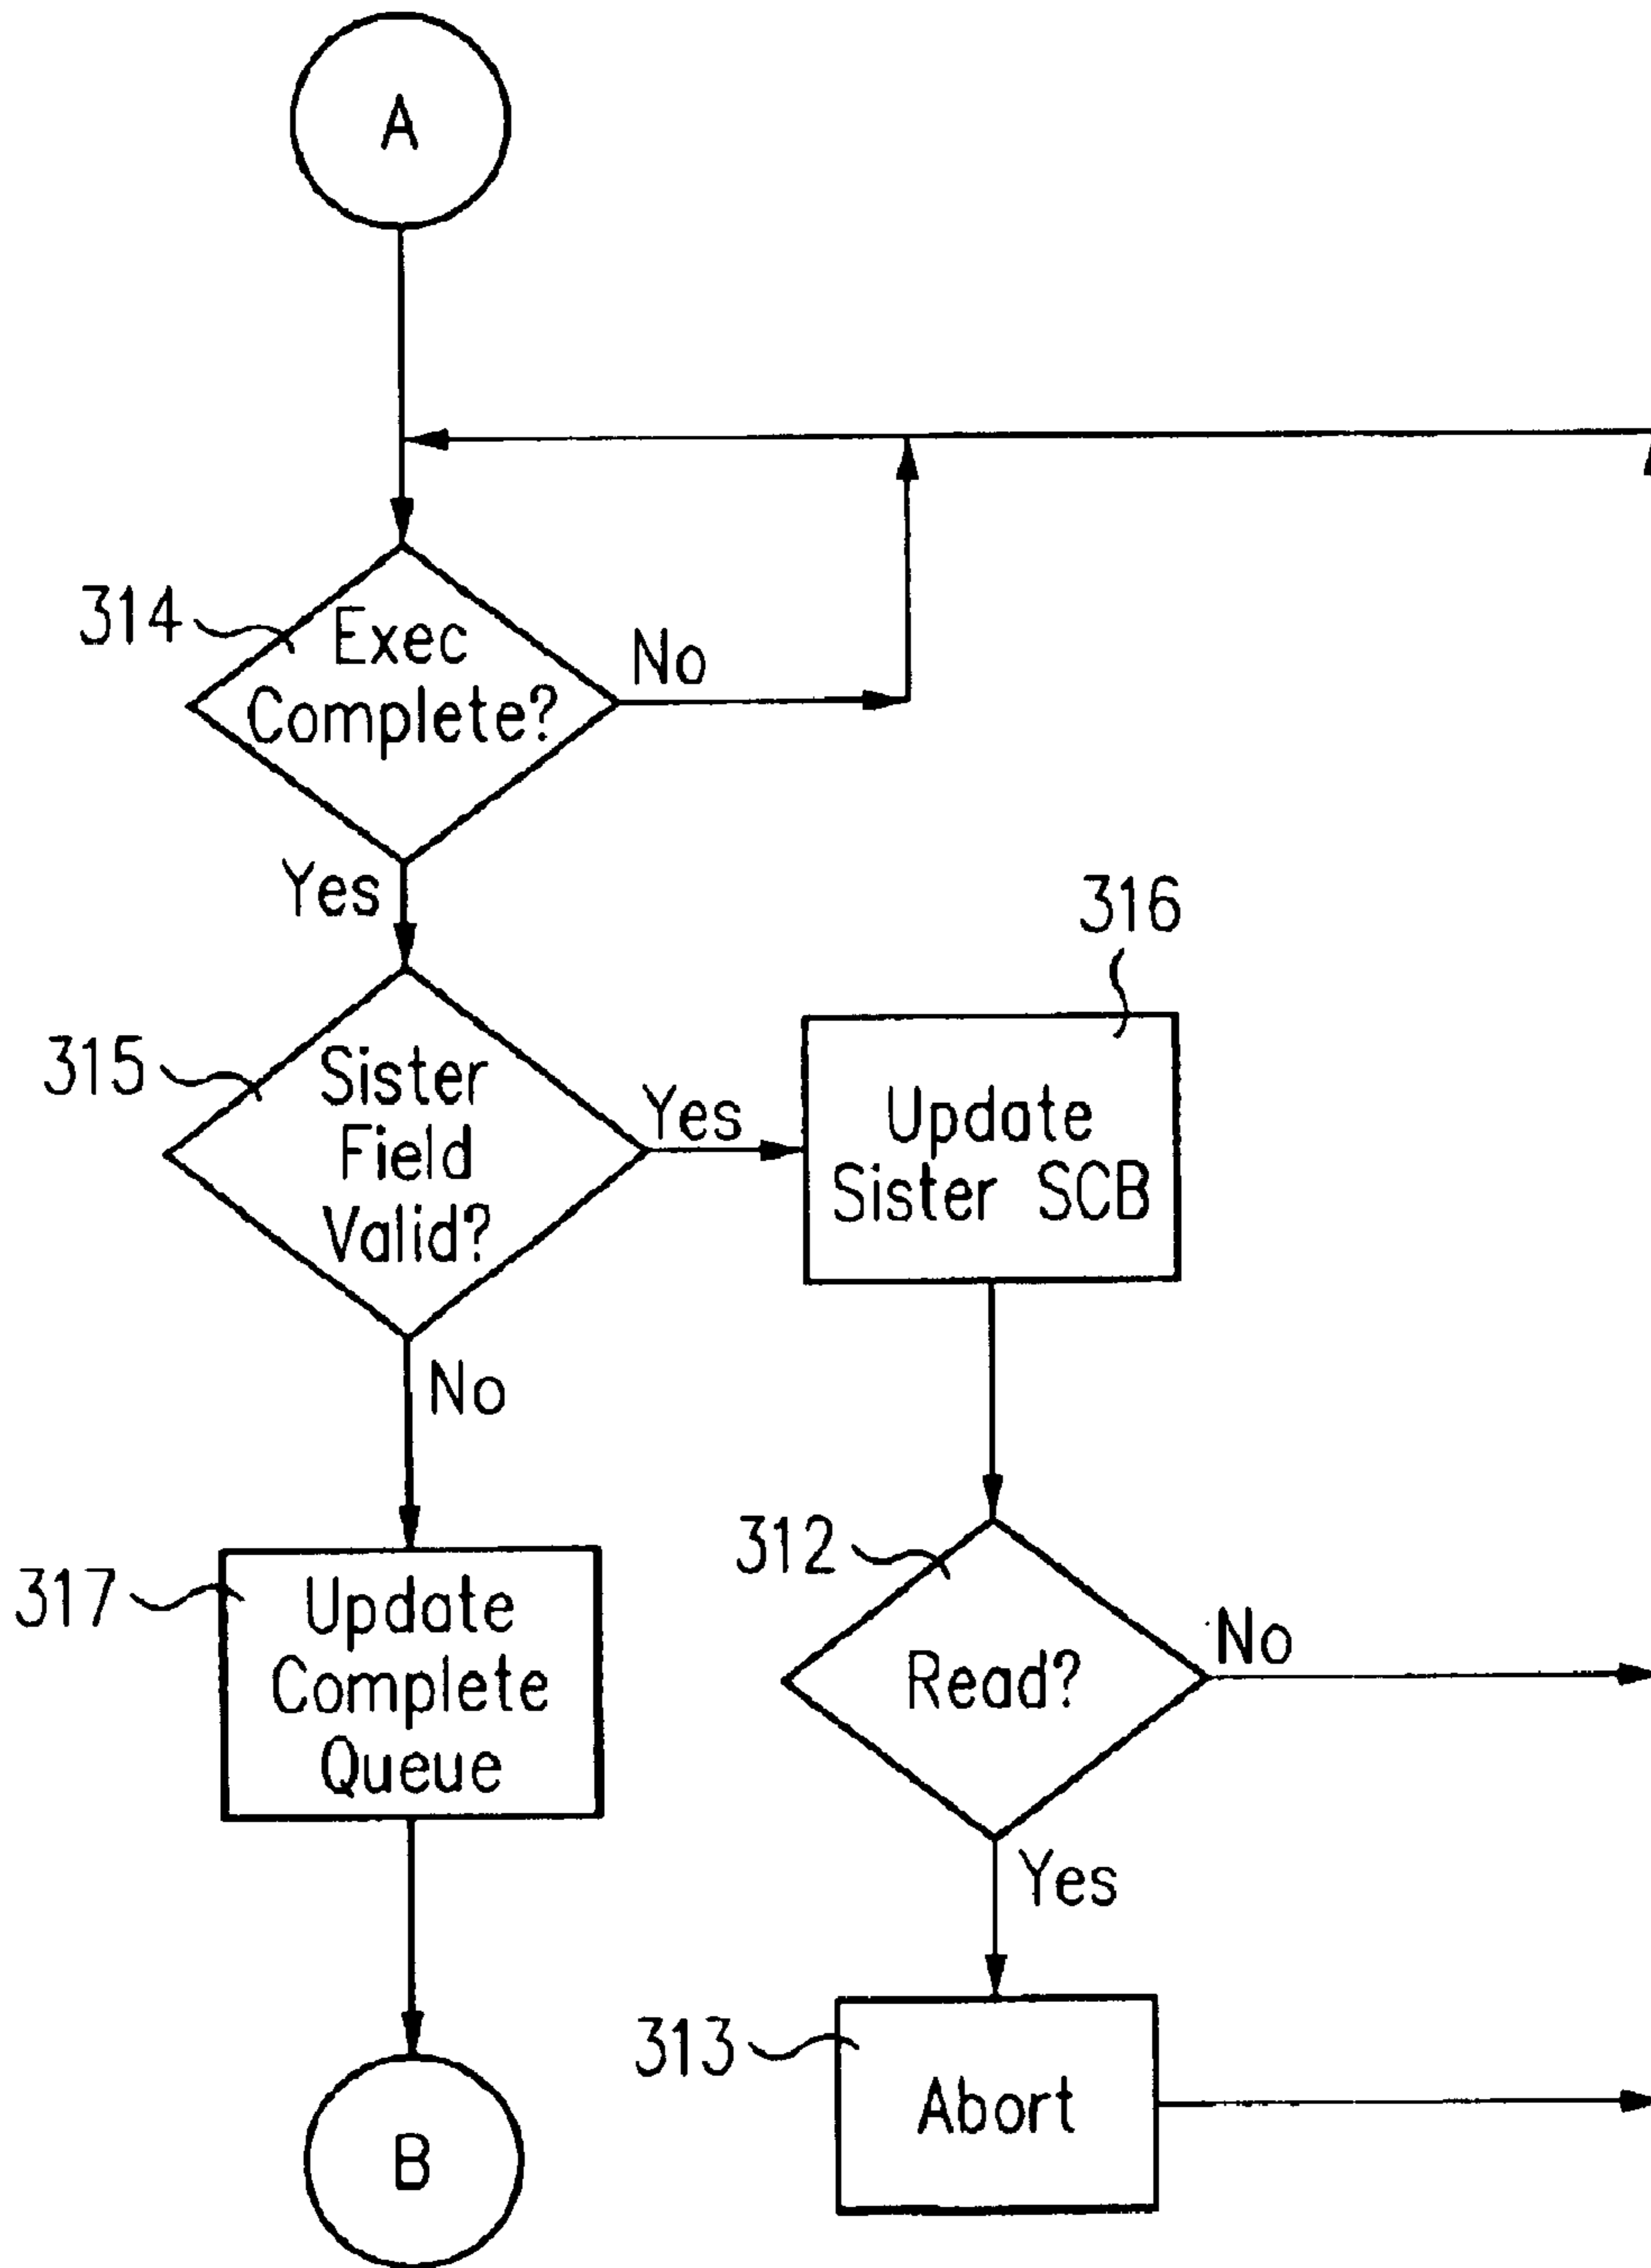 A
314
Exec
Complete?
No
Yes
316
315
Sister
Field
Valid?
Yes
Update
Sister SCB
No
312
317
Update
Complete
Queue
Read?
No
Yes
313
Abort
B